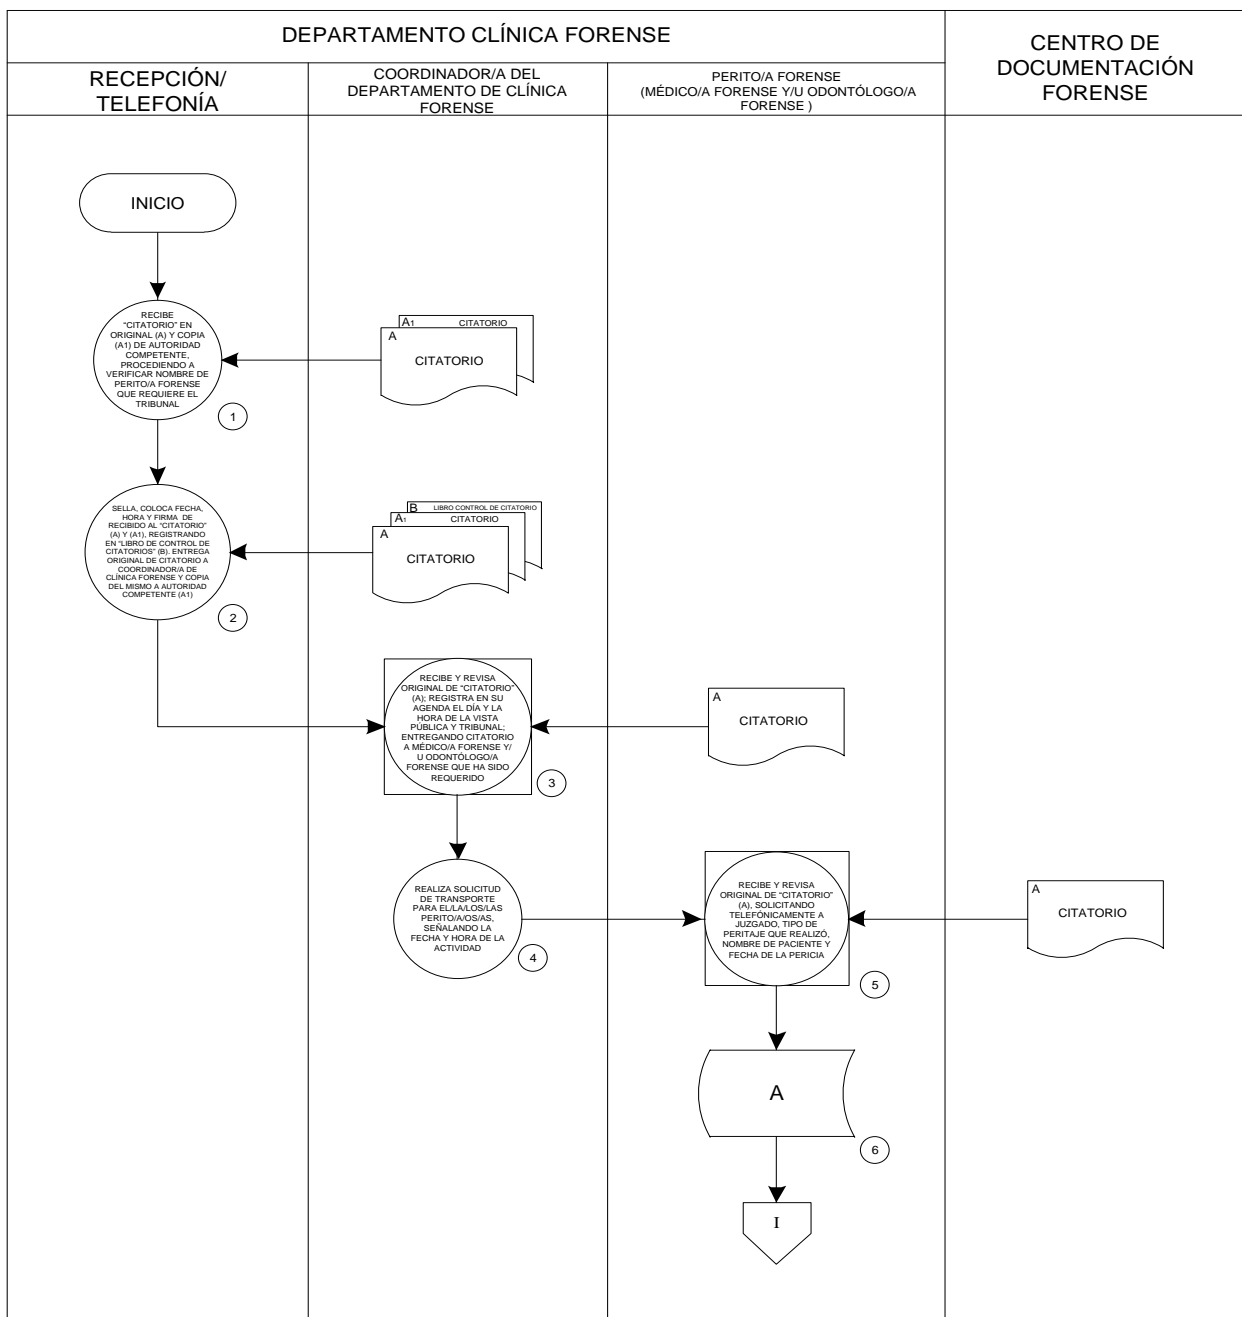 DEPARTAMENTO CLÍNICA FORENSE
CENTRO DE
DOCUMENTACIÓN
FORENSE
RECEPCIÓN/
TELEFONÍA
COORDINADOR/A DEL
DEPARTAMENTO DE CLÍNICA
FORENSE
PERITO/A FORENSE
(MÉDICO/A FORENSE Y/U ODONTÓLOGO/A
FORENSE )
INICIO
RECIBE
“CITATORIO” EN
ORIGINAL (A) Y COPIA
(A1) DE AUTORIDAD
COMPETENTE,
PROCEDIENDO A
VERIFICAR NOMBRE DE
PERITO/A FORENSE
QUE REQUIERE EL
TRIBUNAL
1
A1 CITATORIO
A
CITATORIO
SELLA, COLOCA FECHA,
HORA Y FIRMA DE
RECIBIDO AL “CITATORIO”
(A) Y (A1), REGISTRANDO
EN “LIBRO DE CONTROL DE
CITATORIOS” (B). ENTREGA
ORIGINAL DE CITATORIO A
COORDINADOR/A DE
CLÍNICA FORENSE Y COPIA
DEL MISMO A AUTORIDAD
COMPETENTE (A1)
2
B LIBRO CONTROL DE CITATORIO
A1 CITATORIO
A
CITATORIO
RECIBE Y REVISA
ORIGINAL DE “CITATORIO”
(A); REGISTRA EN SU
AGENDA EL DÍA Y LA
HORA DE LA VISTA
PÚBLICA Y TRIBUNAL;
ENTREGANDO CITATORIO
A MÉDICO/A FORENSE Y/
U ODONTÓLOGO/A
FORENSE QUE HA SIDO
REQUERIDO
3
A
CITATORIO
REALIZA SOLICITUD
DE TRANSPORTE
PARA EL/LA/LOS/LAS
PERITO/A/OS/AS,
SEÑALANDO LA
FECHA Y HORA DE LA
ACTIVIDAD
4
RECIBE Y REVISA
ORIGINAL DE “CITATORIO”
(A), SOLICITANDO
TELEFÓNICAMENTE A
JUZGADO, TIPO DE
PERITAJE QUE REALIZÓ,
NOMBRE DE PACIENTE Y
FECHA DE LA PERICIA
5
A
CITATORIO
A
6
I